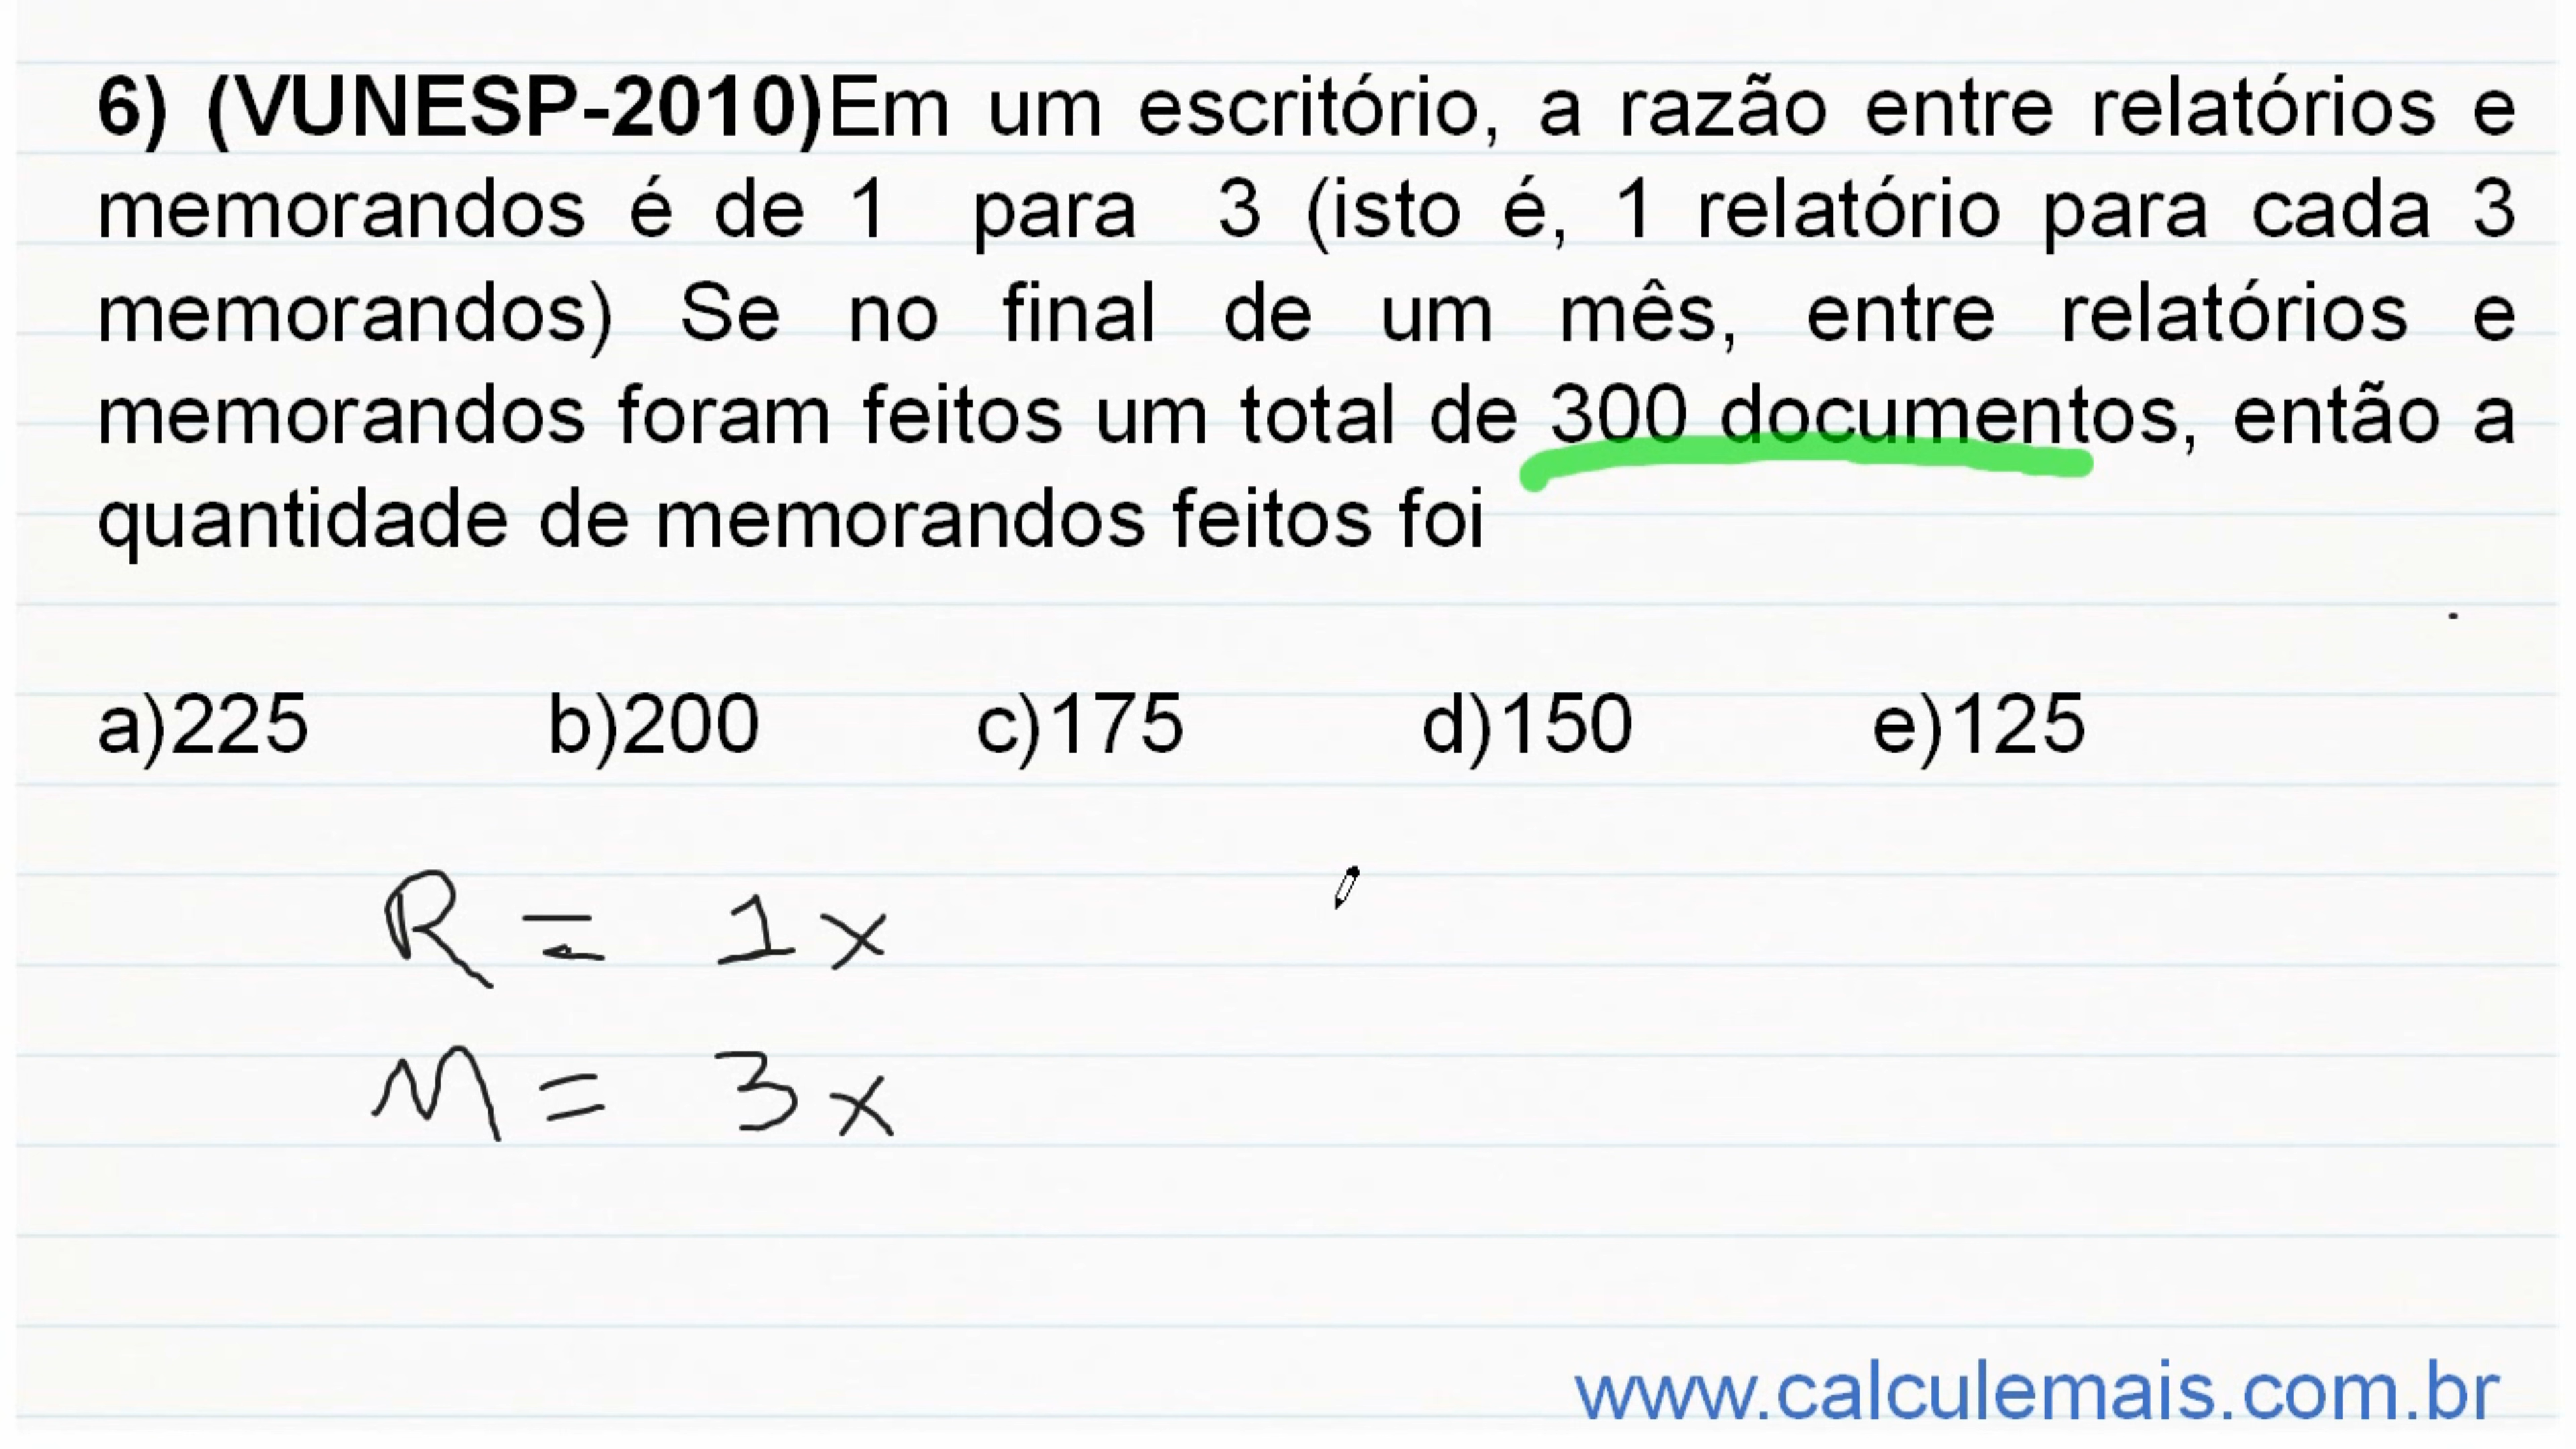 6) (VUNESP-2010)Em um escritório, a razão entre relatórios e
memorandos é de 1 para 3 (isto é, 1 relatório para cada 3
memorandos) Se no final de um mês, entre relatórios e
memorandos foram feitos um total de 300 documentos, então a
quantidade de memorandos feitos foi
a)225 b)200 c)175 d)150 e)125
R = 1x
M = 3x
www.calculemais.com.br